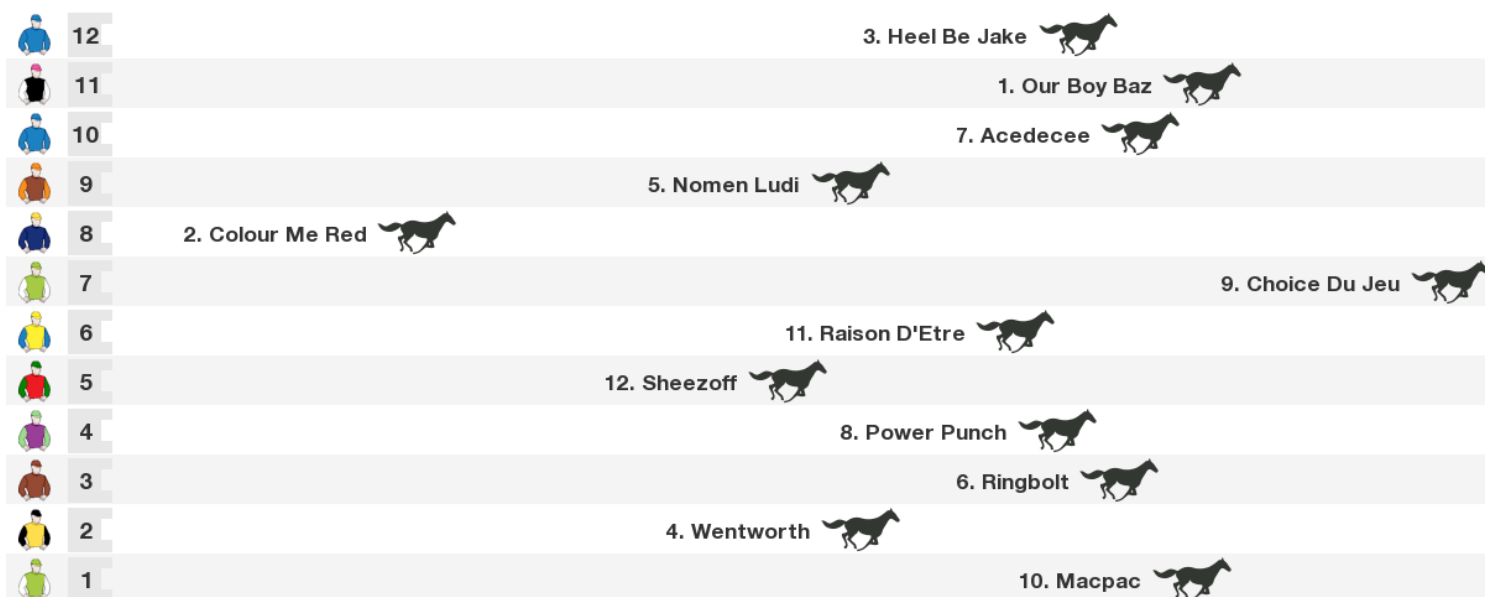 12 3. Heel Be Jake
11 1. Our Boy Baz
10 7. Acedecee
9 5. Nomen Ludi
8 2. Colour Me Red
7 9. Choice Du Jeu
6 11. Raison D'Etre
5 12. Sheezoff
4 8. Power Punch
3 6. Ringbolt
2 4. Wentworth
1 10. Macpac